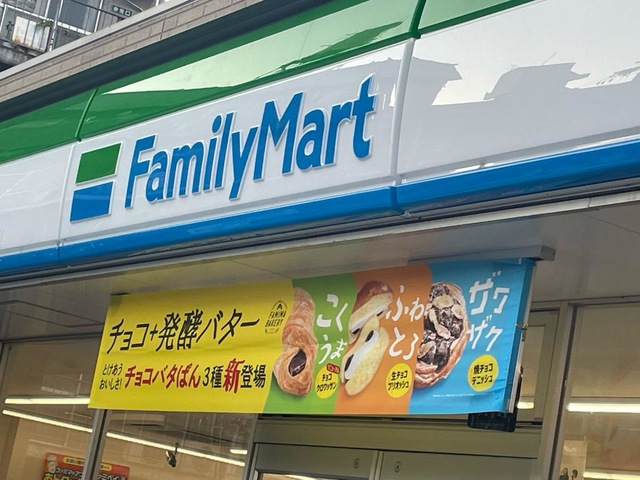 FamilyMart
チョコ+発酵バター
とけあう
おいしさ!
チョコバタぱん3種新登場
FAMIMA
BAKERY
こく
うま
チョコ
クロワッサン
ふわ
とろ
生チョコ
ブリオッシュ
ザク
ザク
焼チョコ
デニッシュ